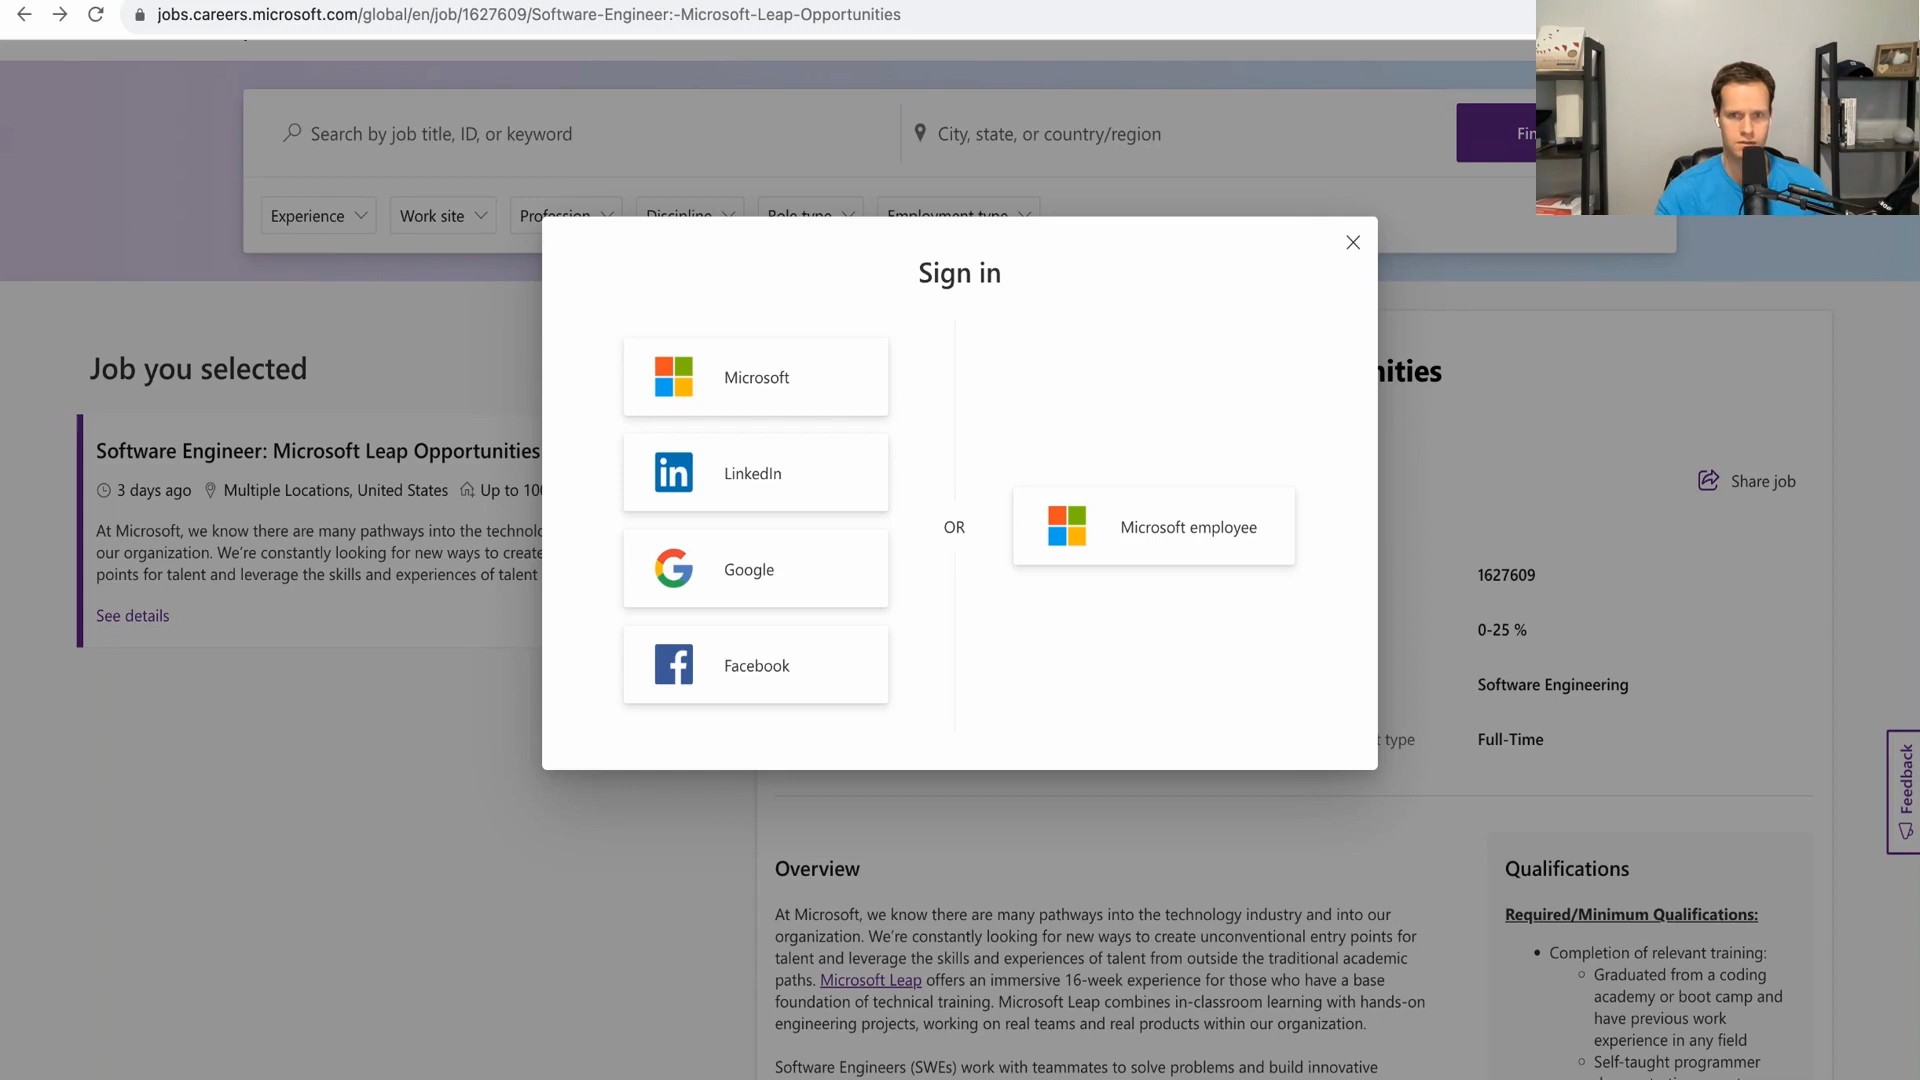 jobs.careers.microsoft.com/global/en/job/1627609/Software-Engineer:-Microsoft-Leap-Opportunities
Search by job title, ID, or keyword
City, state, or country/region
Experience
Work site
Profession
Discipline
Role type
Employment type
Sign in
Microsoft
LinkedIn
Google
Facebook
OR
Microsoft employee
Job you selected
Software Engineer: Microsoft Leap Opportunities
3 days ago
Multiple Locations, United States
Up to
At Microsoft, we know there are many pathways into the
our organization. We're constantly looking for new ways to create
points for talent and leverage the skills and experiences of talent
See details
Share job
1627609
0-25 %
Software Engineering
type
Full-Time
Feedback
Overview
At Microsoft, we know there are many pathways into the technology industry and into our
organization. We're constantly looking for new ways to create unconventional entry points for
talent and leverage the skills and experiences of talent from outside the traditional academic
paths. Microsoft Leap offers an immersive 16-week experience for those who have a base
foundation of technical training. Microsoft Leap combines in-classroom learning with hands-on
engineering projects, working on real teams and real products within our organization.
Software Engineers (SWEs) work with teammates to solve problems and build innovative
Qualifications
Required/Minimum Qualifications:
• Completion of relevant training:
○ Graduated from a coding
academy or boot camp and
have previous work
experience in any field
○ Self-taught programmer